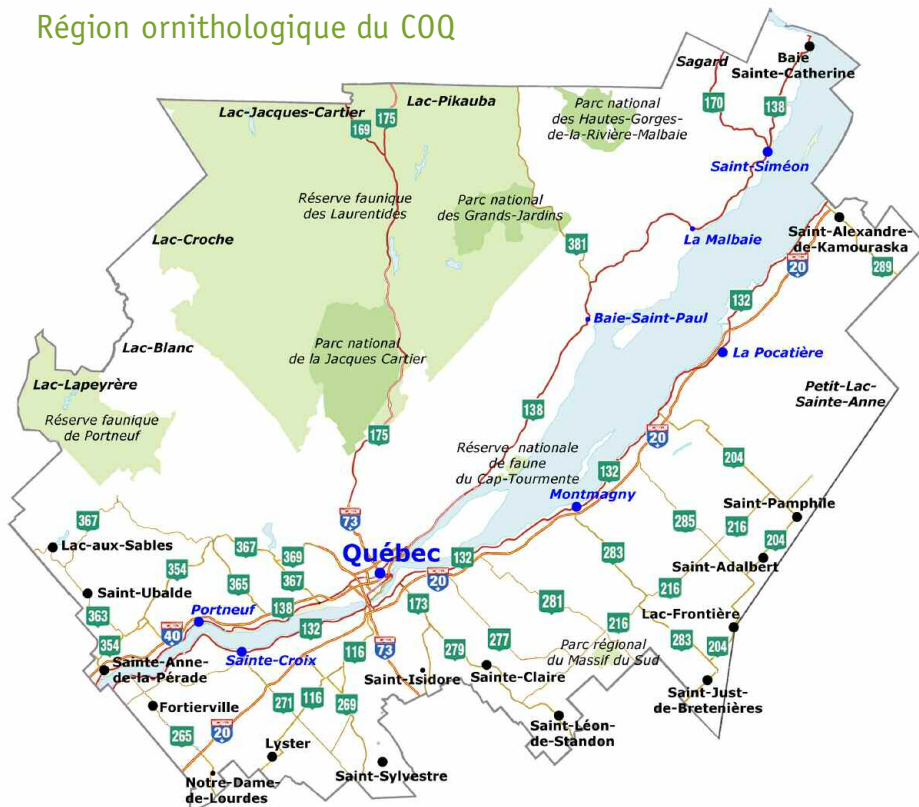 Région ornithologique du COQ
Baie
Sainte-Catherine
Sagard
Lac-Pikauba
Lac-Jacques-Cartier
Parc national
des Hautes-Gorges-
de-la-Rivière-Malbaie
170
138
175
169
Saint-Siméon
Réserve faunique
des Laurentides
Parc national
des Grands-Jardins
Saint-Alexandre-
de-Kamouraska
La Malbaie
Lac-Croche
381
20
289
132
Baie-Saint-Paul
Lac-Blanc
Parc national
de la Jacques Cartier
La Pocatière
Lac-Lapeyrère
Petit-Lac-
Sainte-Anne
Réserve faunique
de Portneuf
138
175
20
Réserve nationale
de faune
du Cap-Tourmente
204
132
Montmagny
Saint-Pamphile
367
73
285
216
Lac-aux-Sables
367
369
Québec
132
283
204
Saint-Adalbert
354
365
367
20
216
Saint-Ubalde
138
173
281
Lac-Frontière
363
Portneuf
132
216
354
40
116
73
279
277
Parc régional
du Massif du Sud
283
204
Sainte-Croix
Sainte-Anne-
de-la-Pérade
Saint-Isidore
Sainte-Claire
Saint-Just-
de-Bretenières
Fortierville
271
116
269
Saint-Léon-
de-Standon
265
20
Lyster
Saint-Sylvestre
Notre-Dame-
de-Lourdes